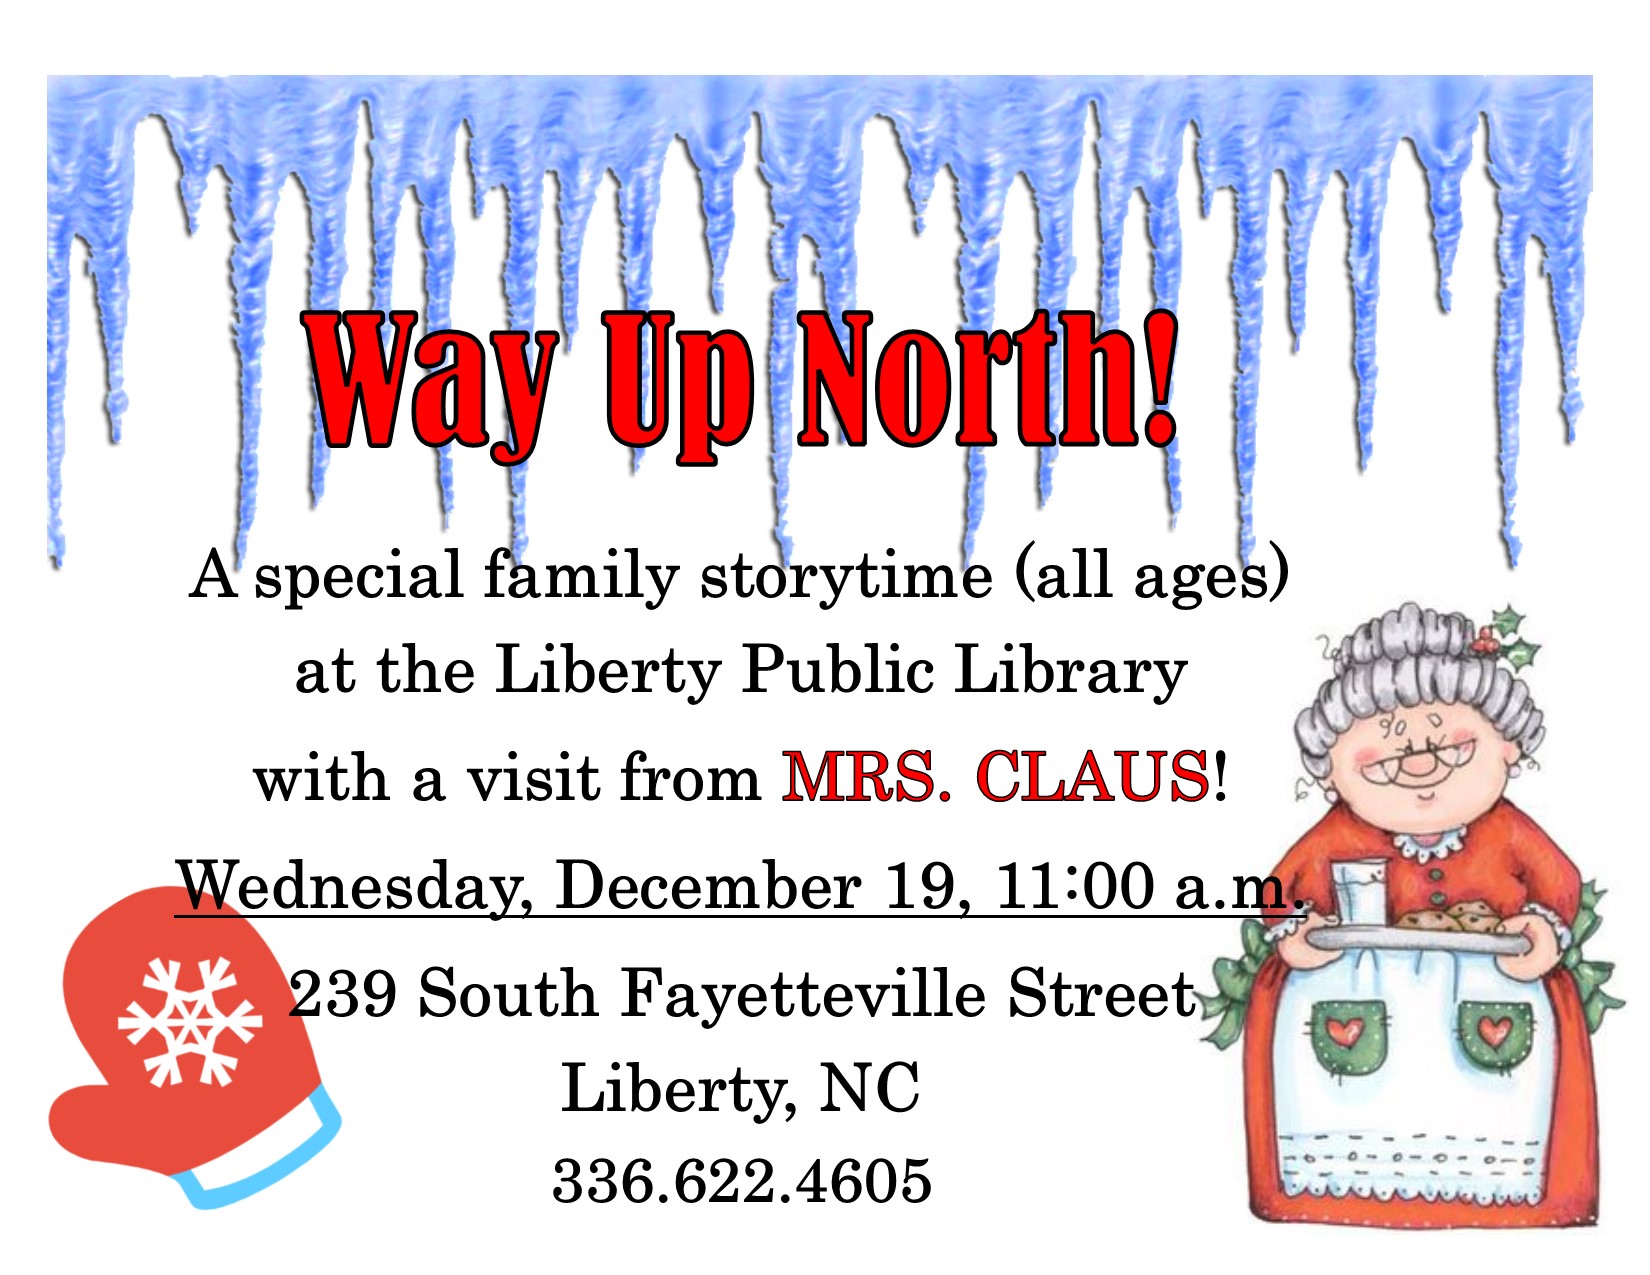 Way Up North!
A special family storytime (all ages)
at the Liberty Public Library
with a visit from MRS. CLAUS!
Wednesday, December 19, 11:00 a.m.
239 South Fayetteville Street
Liberty, NC
336.622.4605